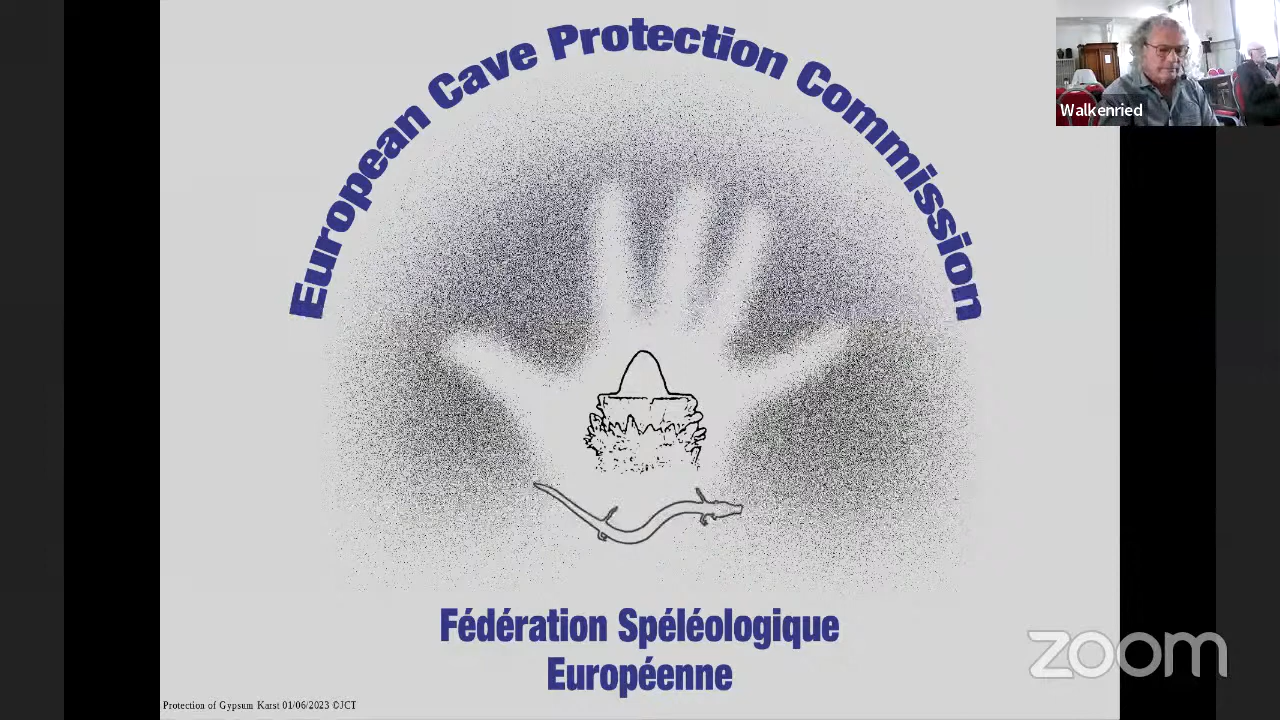 European Cave Protection Commission
Walkenried
Fédération Spéléologique
Européenne
zoom
Protection of Gypsum Karst 01/06/2023 ©JCT